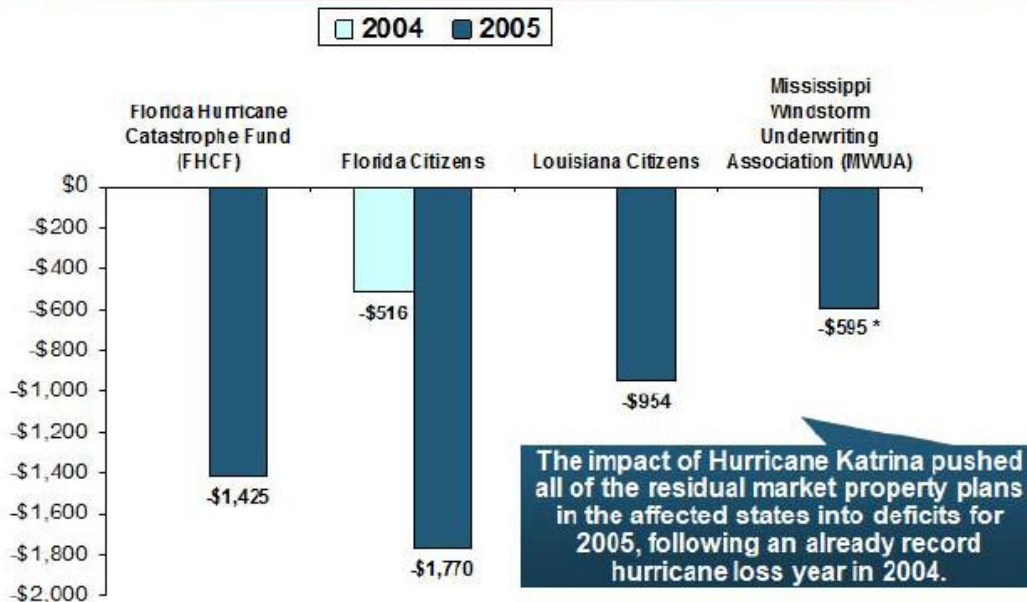 2004 2005
Florida Hurricane
Catastrophe Fund
(FHCF)
Florida Citizens
Louisiana Citizens
Mississippi
Windstorm
Underwriting
Association (MWUA)
$0
-$200
-$400
-$600
-$800
-$1,000
-$1,200
-$1,400
-$1,600
-$1,800
-$2,000
-$1,425
-$516
-$1,770
-$954
-$595 *
The impact of Hurricane Katrina pushed
all of the residual market property plans
in the affected states into deficits for
2005, following an already record
hurricane loss year in 2004.